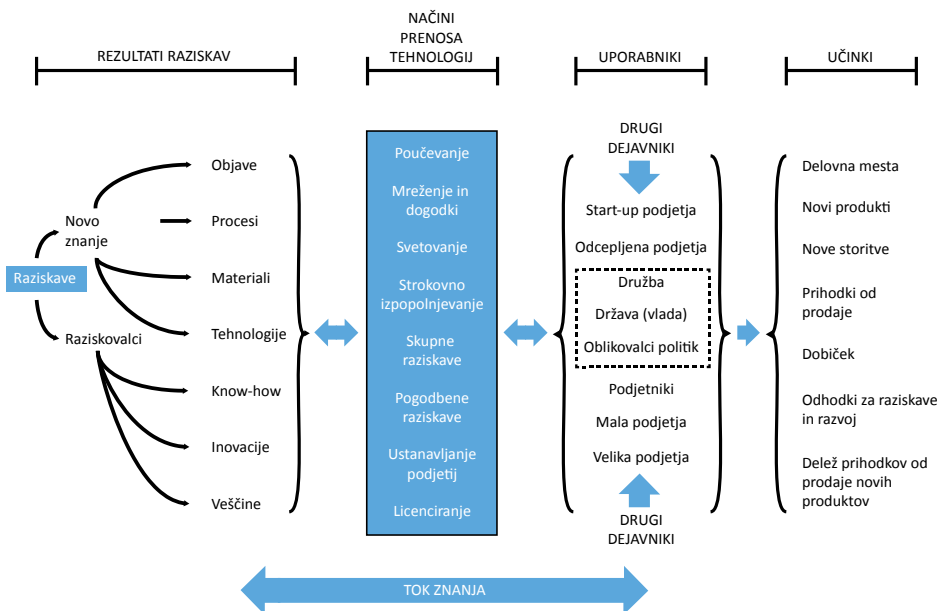 REZULTATI RAZISKAV
NAČINI
PRENOSA
TEHNOLOGIJ
UPORABNIKI
UČINKI
Raziskave
Novo
znanje
Raziskovalci
Objave
Procesi
Materiali
Tehnologije
Know-how
Inovacije
Veščine
Poučevanje
Mreženje in
dogodki
Svetovanje
Strokovno
izpopolnjevanje
Skupne
raziskave
Pogodbene
raziskave
Ustanavljanje
podjetij
Licenciranje
DRUGI
DEJAVNIKI
Start-up podjetja
Odcepljena podjetja
Družba
Država (vlada)
Oblikovalci politik
Podjetniki
Mala podjetja
Velika podjetja
DRUGI
DEJAVNIKI
Delovna mesta
Novi produkti
Nove storitve
Prihodki od
prodaje
Dobiček
Odhodki za raziskave
in razvoj
Delež prihodkov od
prodaje novih
produktov
TOK ZNANJA